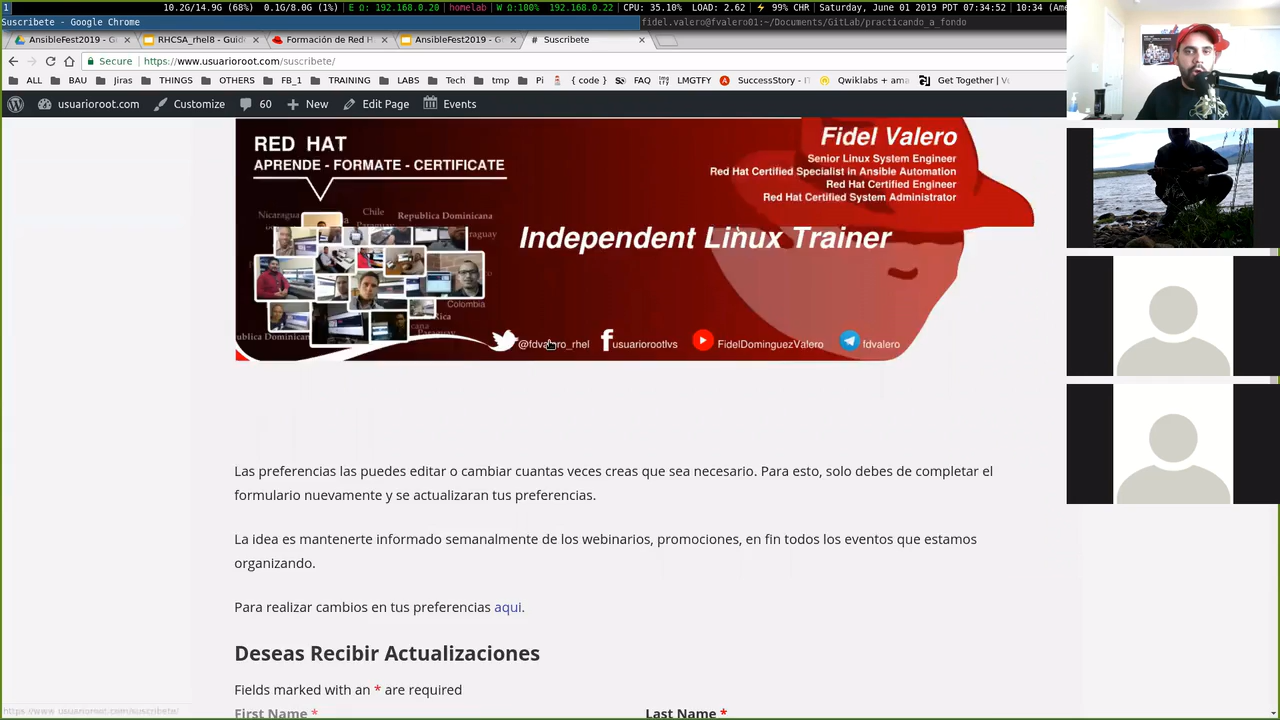 1
10.2G/14.9G (68%) | 0.1G/8.0G (1%) | E Ω: 192.168.0.20 | homelab | W Ω:100% 192.168.0.22 | CPU: 35.10% | LOAD: 2.62 | ⚡ 99% CHR | Saturday, June 01 2019 PDT 07:34:52 | 10:34 (Ame
Suscribete - Google Chrome
fidel.valero@fvalero01:~/Documents/GitLab/practicando_a_fondo
AnsibleFest2019 - G
RHCSA_rhel8 - Guid
Formación de Red H
AnsibleFest2019 - G
Suscribete
Secure | https://www.usuarioroot.com/suscribete/
ALL BAU Jiras THINGS OTHERS FB_1 TRAINING LABS Tech tmp Pi { code } FAQ LMGTFY SuccessStory - I Qwiklabs + ama Get Together | Vo
usuarioroot.com Customize 60 New Edit Page Events
RED HAT
APRENDE - FORMATE - CERTIFICATE
Fidel Valero
Senior Linux System Engineer
Red Hat Certified Specialist in Ansible Automation
Red Hat Certified Engineer
Red Hat Certified System Administrator
Nicaragua Chile Republica Dominicana
Independent Linux Trainer
Colombia
@fdvalero_rhel usuariorootlvs FidelDominguezValero fdvalero
Las preferencias las puedes editar o cambiar cuantas veces creas que sea necesario. Para esto, solo debes de completar el
formulario nuevamente y se actualizaran tus preferencias.
La idea es mantenerte informado semanalmente de los webinarios, promociones, en fin todos los eventos que estamos
organizando.
Para realizar cambios en tus preferencias aqui.
Deseas Recibir Actualizaciones
Fields marked with an * are required
First Name * Last Name *
https://www.usuarioroot.com/suscribete/